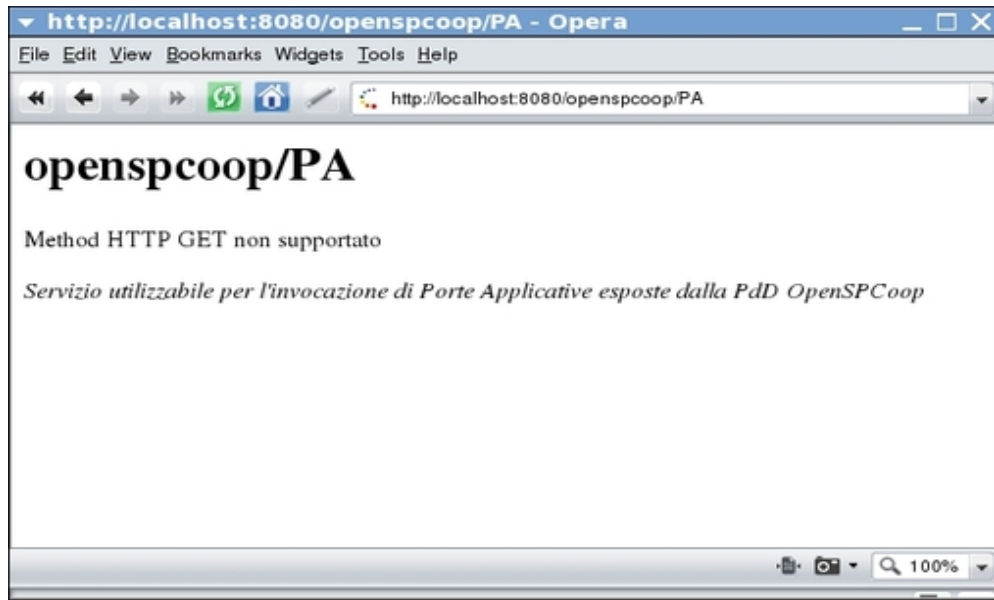 http://localhost:8080/openspcoop/PA - Opera
File Edit View Bookmarks Widgets Tools Help
http://localhost:8080/openspcoop/PA
openspcoop/PA
Method HTTP GET non supportato
Servizio utilizzabile per l'invocazione di Porte Applicative esposte dalla PdD OpenSPCoop
100%